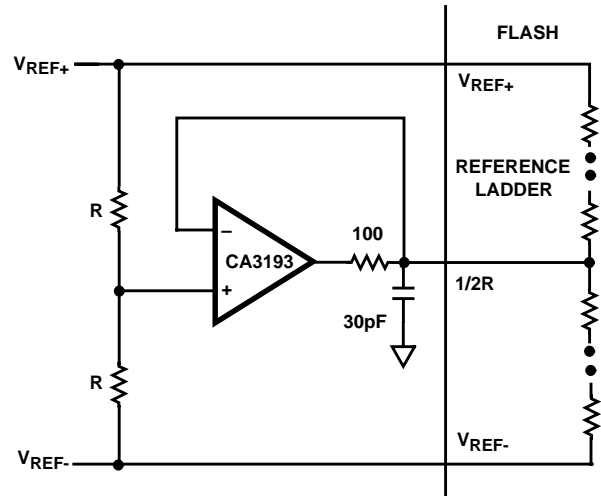 FLASH
VREF+
VREF+
REFERENCE
LADDER
R
–
CA3193
+
100
1/2R
30pF
R
VREF-
VREF-